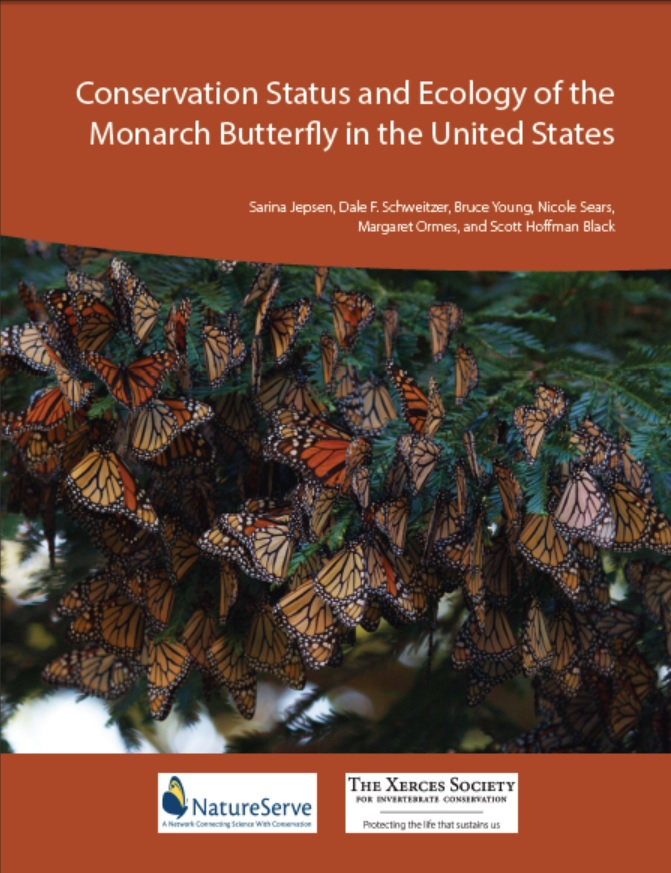 Conservation Status and Ecology of the
Monarch Butterfly in the United States
Sarina Jepsen, Dale F. Schweitzer, Bruce Young, Nicole Sears,
Margaret Ormes, and Scott Hoffman Black
NatureServe
A Network Connecting Science With Conservation
THE XERCES SOCIETY
FOR INVERTEBRATE CONSERVATION
Protecting the life that sustains us